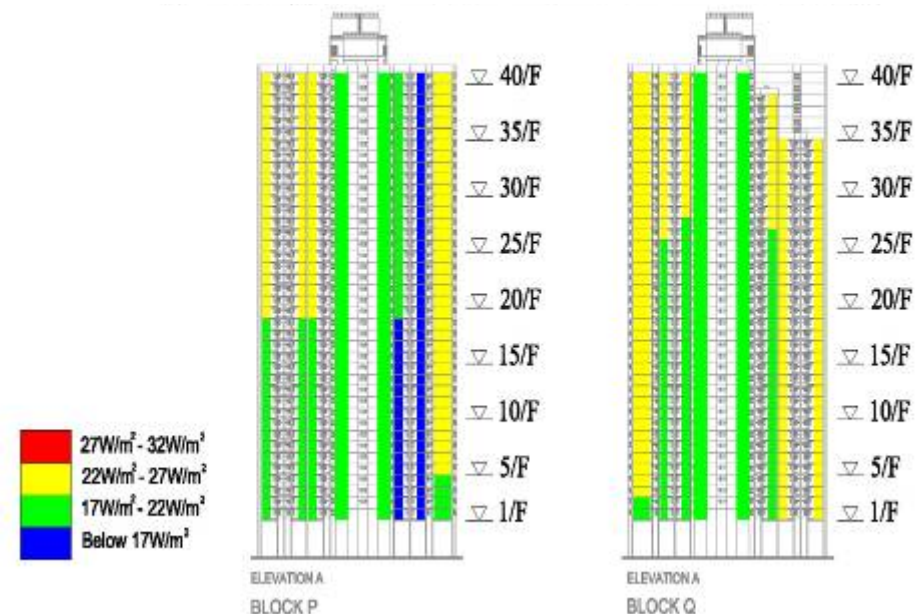 40/F
35/F
30/F
25/F
20/F
15/F
10/F
5/F
1/F
40/F
35/F
30/F
25/F
20/F
15/F
10/F
5/F
1/F
27W/m² - 32W/m²
22W/m² - 27W/m²
17W/m² - 22W/m²
Below 17W/m²
ELEVATION A
BLOCK P
ELEVATION A
BLOCK Q